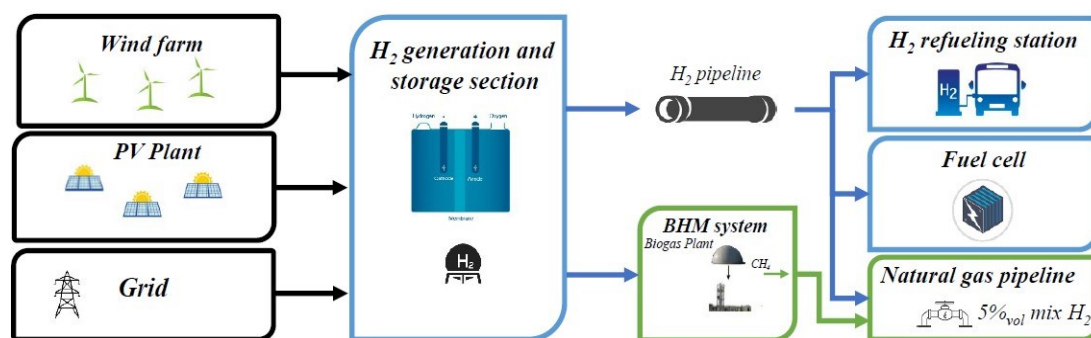 Wind farm
PV Plant
Grid
H₂ generation and
storage section
Hydrogen
Oxygen
Cathode
Anode
Membrane
H₂
H₂ pipeline
BHM system
Biogas Plant
CH₄
H₂ refueling station
H₂
Fuel cell
Natural gas pipeline
5%vol mix H₂